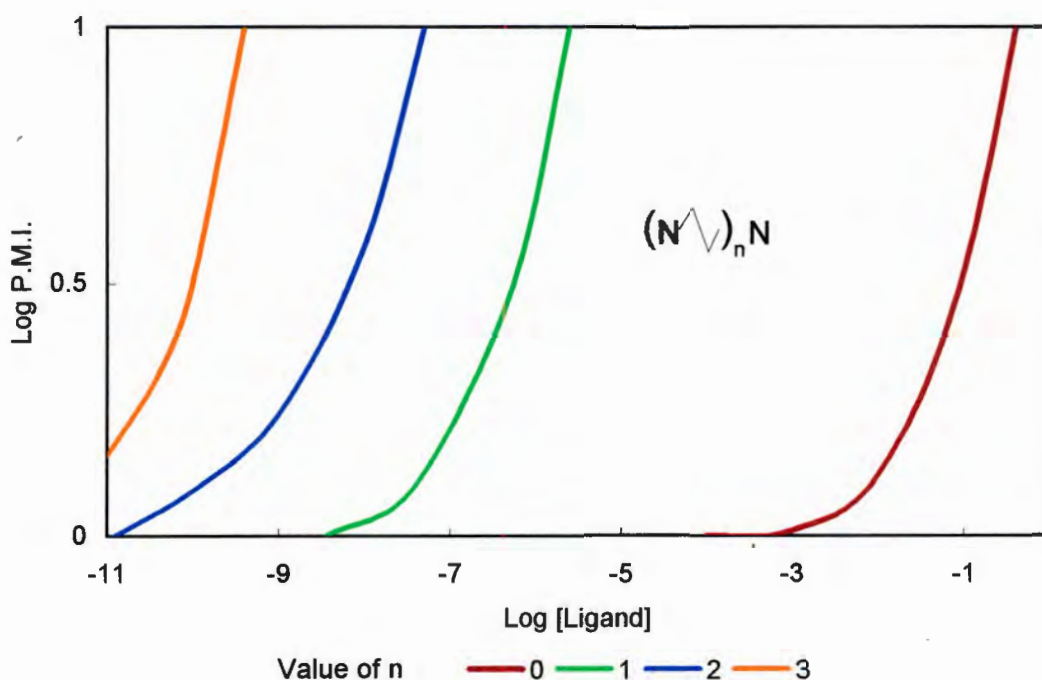 1
Log P.M.I.
0.5
(N )nN
0
-11 -9 -7 -5 -3 -1
Log [Ligand]
Value of n 0 1 2 3